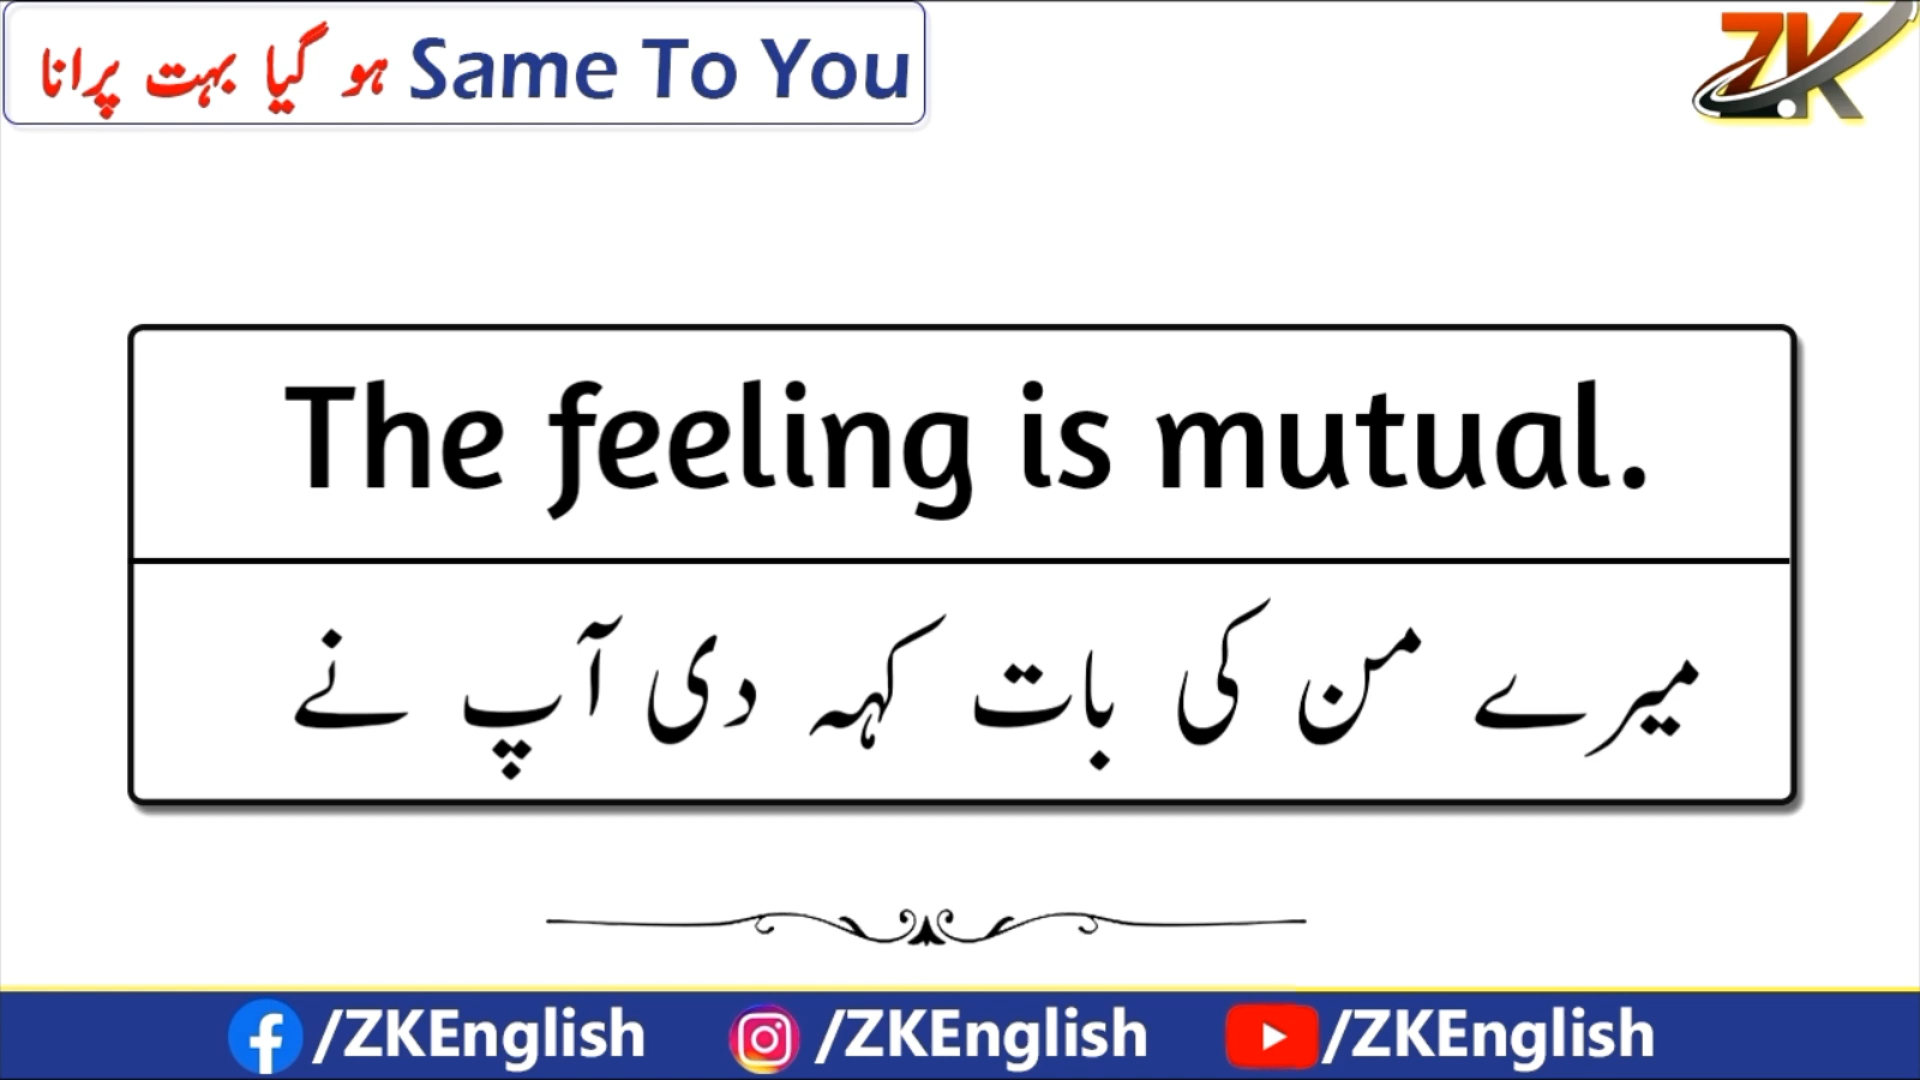 Same To You ہو گیا بہت پرانا
ZK
The feeling is mutual.
میرے من کی بات کہہ دی آپ نے
/ZKEnglish /ZKEnglish /ZKEnglish